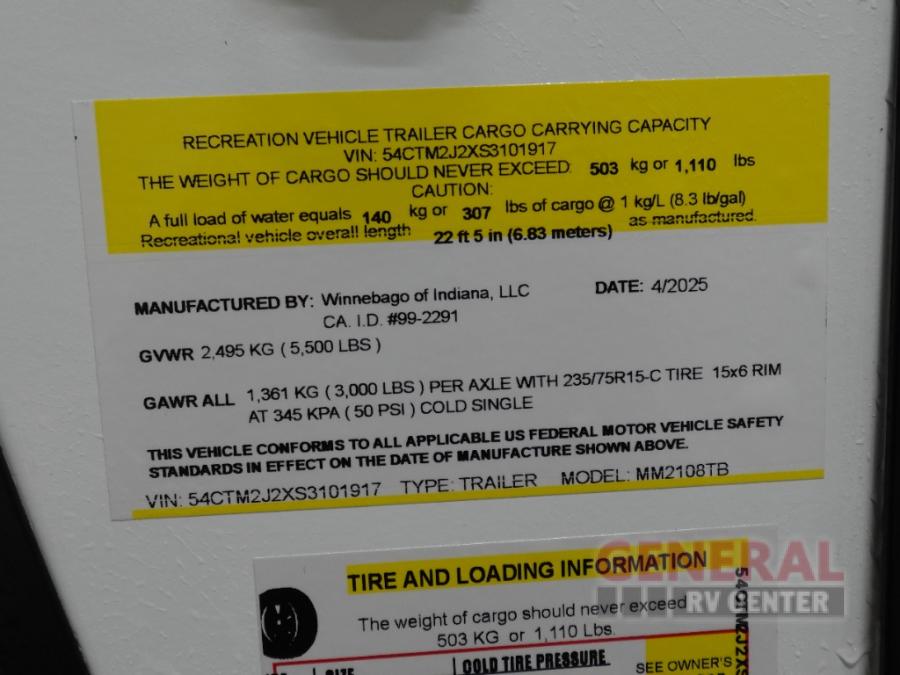 RECREATION VEHICLE TRAILER CARGO CARRYING CAPACITY
VIN: 54CTM2J2XS3101917
THE WEIGHT OF CARGO SHOULD NEVER EXCEED: 503 kg or 1,110 lbs
CAUTION:
A full load of water equals 140 kg or 307 lbs of cargo @ 1 kg/L (8.3 lb/gal)
Recreational vehicle overall length 22 ft 5 in (6.83 meters) as manufactured.
MANUFACTURED BY: Winnebago of Indiana, LLC DATE: 4/2025
CA. I.D. #99-2291
GVWR 2,495 KG ( 5,500 LBS )
GAWR ALL 1,361 KG ( 3,000 LBS ) PER AXLE WITH 235/75R15-C TIRE 15x6 RIM
AT 345 KPA ( 50 PSI ) COLD SINGLE
THIS VEHICLE CONFORMS TO ALL APPLICABLE US FEDERAL MOTOR VEHICLE SAFETY
STANDARDS IN EFFECT ON THE DATE OF MANUFACTURE SHOWN ABOVE.
VIN: 54CTM2J2XS3101917 TYPE: TRAILER MODEL: MM2108TB
TIRE AND LOADING INFORMATION
The weight of cargo should never exceed
503 KG or 1,110 Lbs.
SIZE COLD TIRE PRESSURE SEE OWNER'S
54CTM2J2XS
GENERAL
RV CENTER